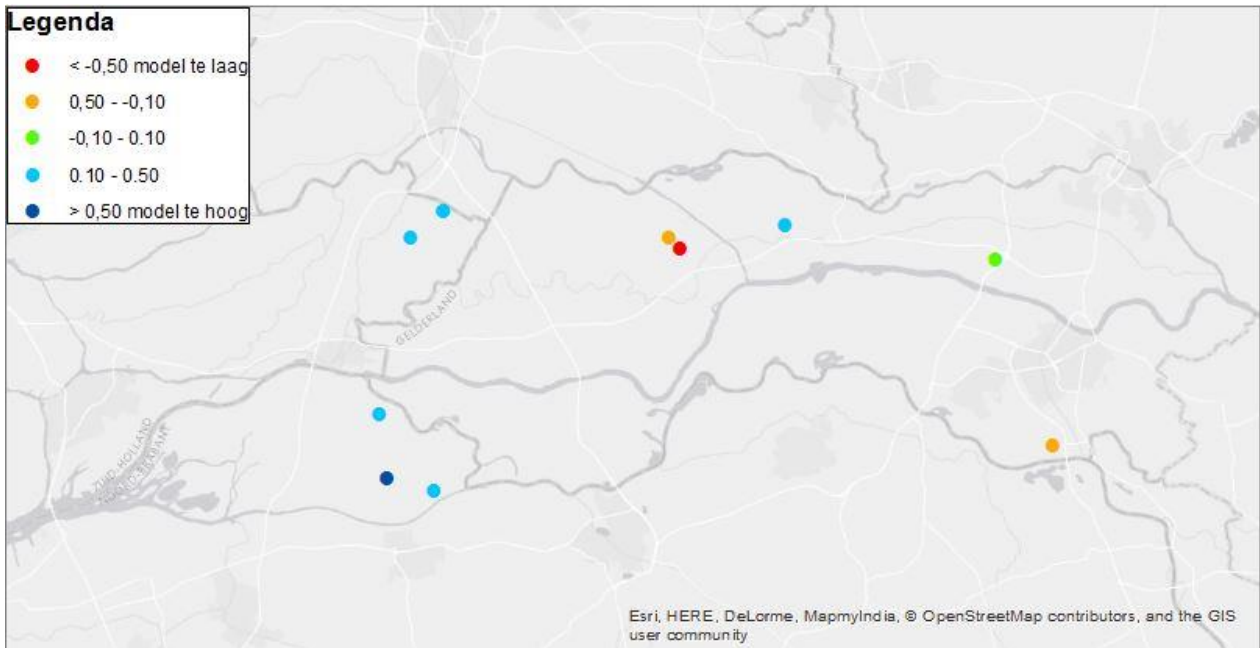 Legenda
< -0,50 model te laag
0,50 - -0,10
-0,10 - 0.10
0.10 - 0.50
> 0,50 model te hoog
GELDERLAND
ZUID-HOLLAND
NOORD-BRABANT
Esri, HERE, DeLorme, MapmyIndia, © OpenStreetMap contributors, and the GIS
user community